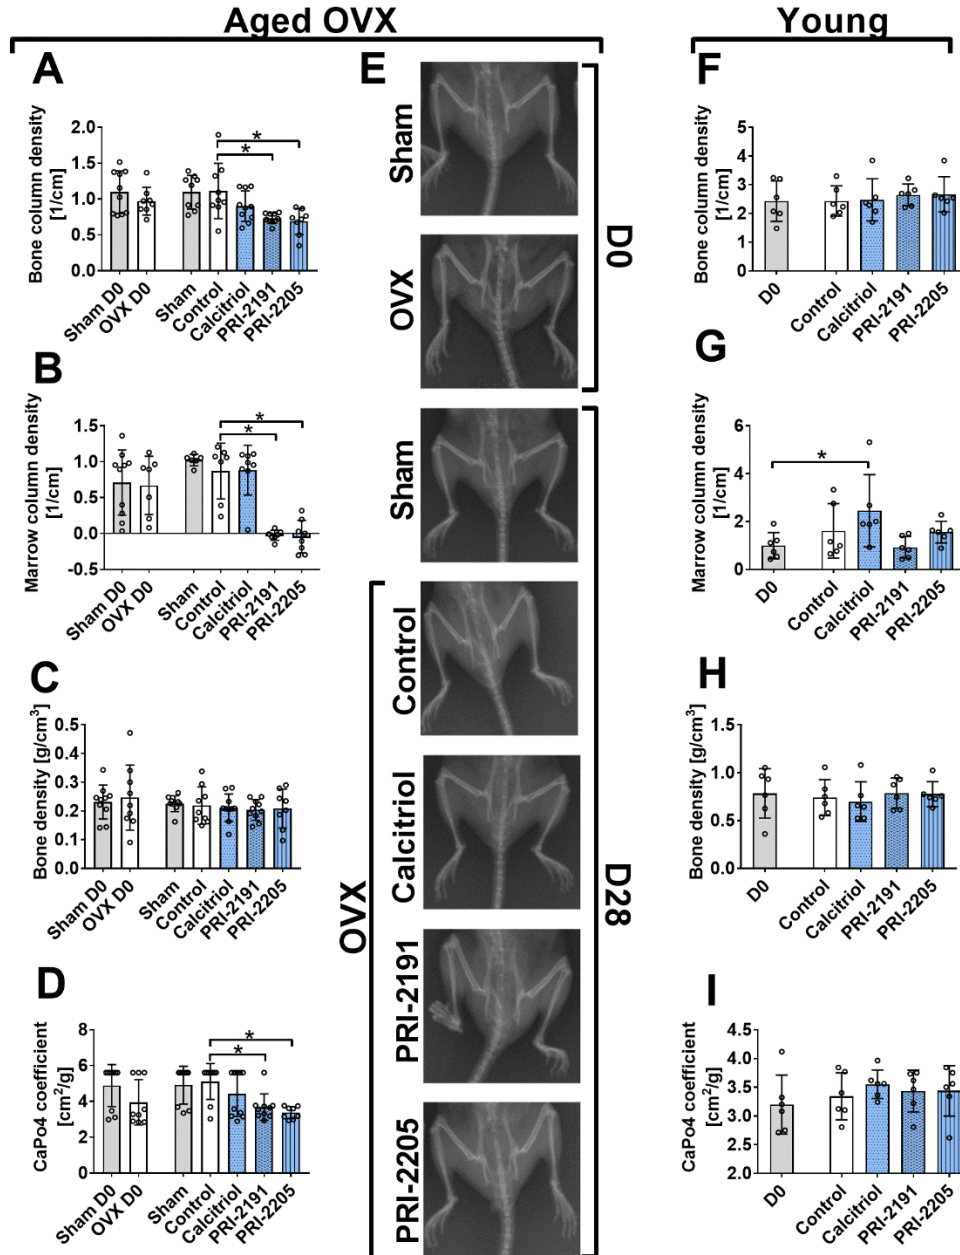 Aged OVX
Young
A
Bone column density
[1/cm]
2.0
1.5
1.0
0.5
0.0
*
*
Sham D0
OVX D0
Sham
Control
Calcitriol
PRI-2191
PRI-2205
B
Marrow column density
[1/cm]
1.5
1.0
0.5
0.0
-0.5
*
*
Sham D0
OVX D0
Sham
Control
Calcitriol
PRI-2191
PRI-2205
C
Bone density [g/cm³]
0.5
0.4
0.3
0.2
0.1
0.0
Sham D0
OVX D0
Sham
Control
Calcitriol
PRI-2191
PRI-2205
D
CaPo4 coefficient
[cm²/g]
8
6
4
2
0
*
*
Sham D0
OVX D0
Sham
Control
Calcitriol
PRI-2191
PRI-2205
E
Sham
OVX
D0
Sham
Control
Calcitriol
PRI-2191
PRI-2205
OVX
D28
F
Bone column density
[1/cm]
5
4
3
2
1
0
D0
Control
Calcitriol
PRI-2191
PRI-2205
G
Marrow column density
[1/cm]
6
4
2
0
*
D0
Control
Calcitriol
PRI-2191
PRI-2205
H
Bone density [g/cm³]
1.5
1.0
0.5
0.0
D0
Control
Calcitriol
PRI-2191
PRI-2205
I
CaPo4 coefficient
[cm²/g]
4.5
4.0
3.5
3.0
2.5
2.0
D0
Control
Calcitriol
PRI-2191
PRI-2205